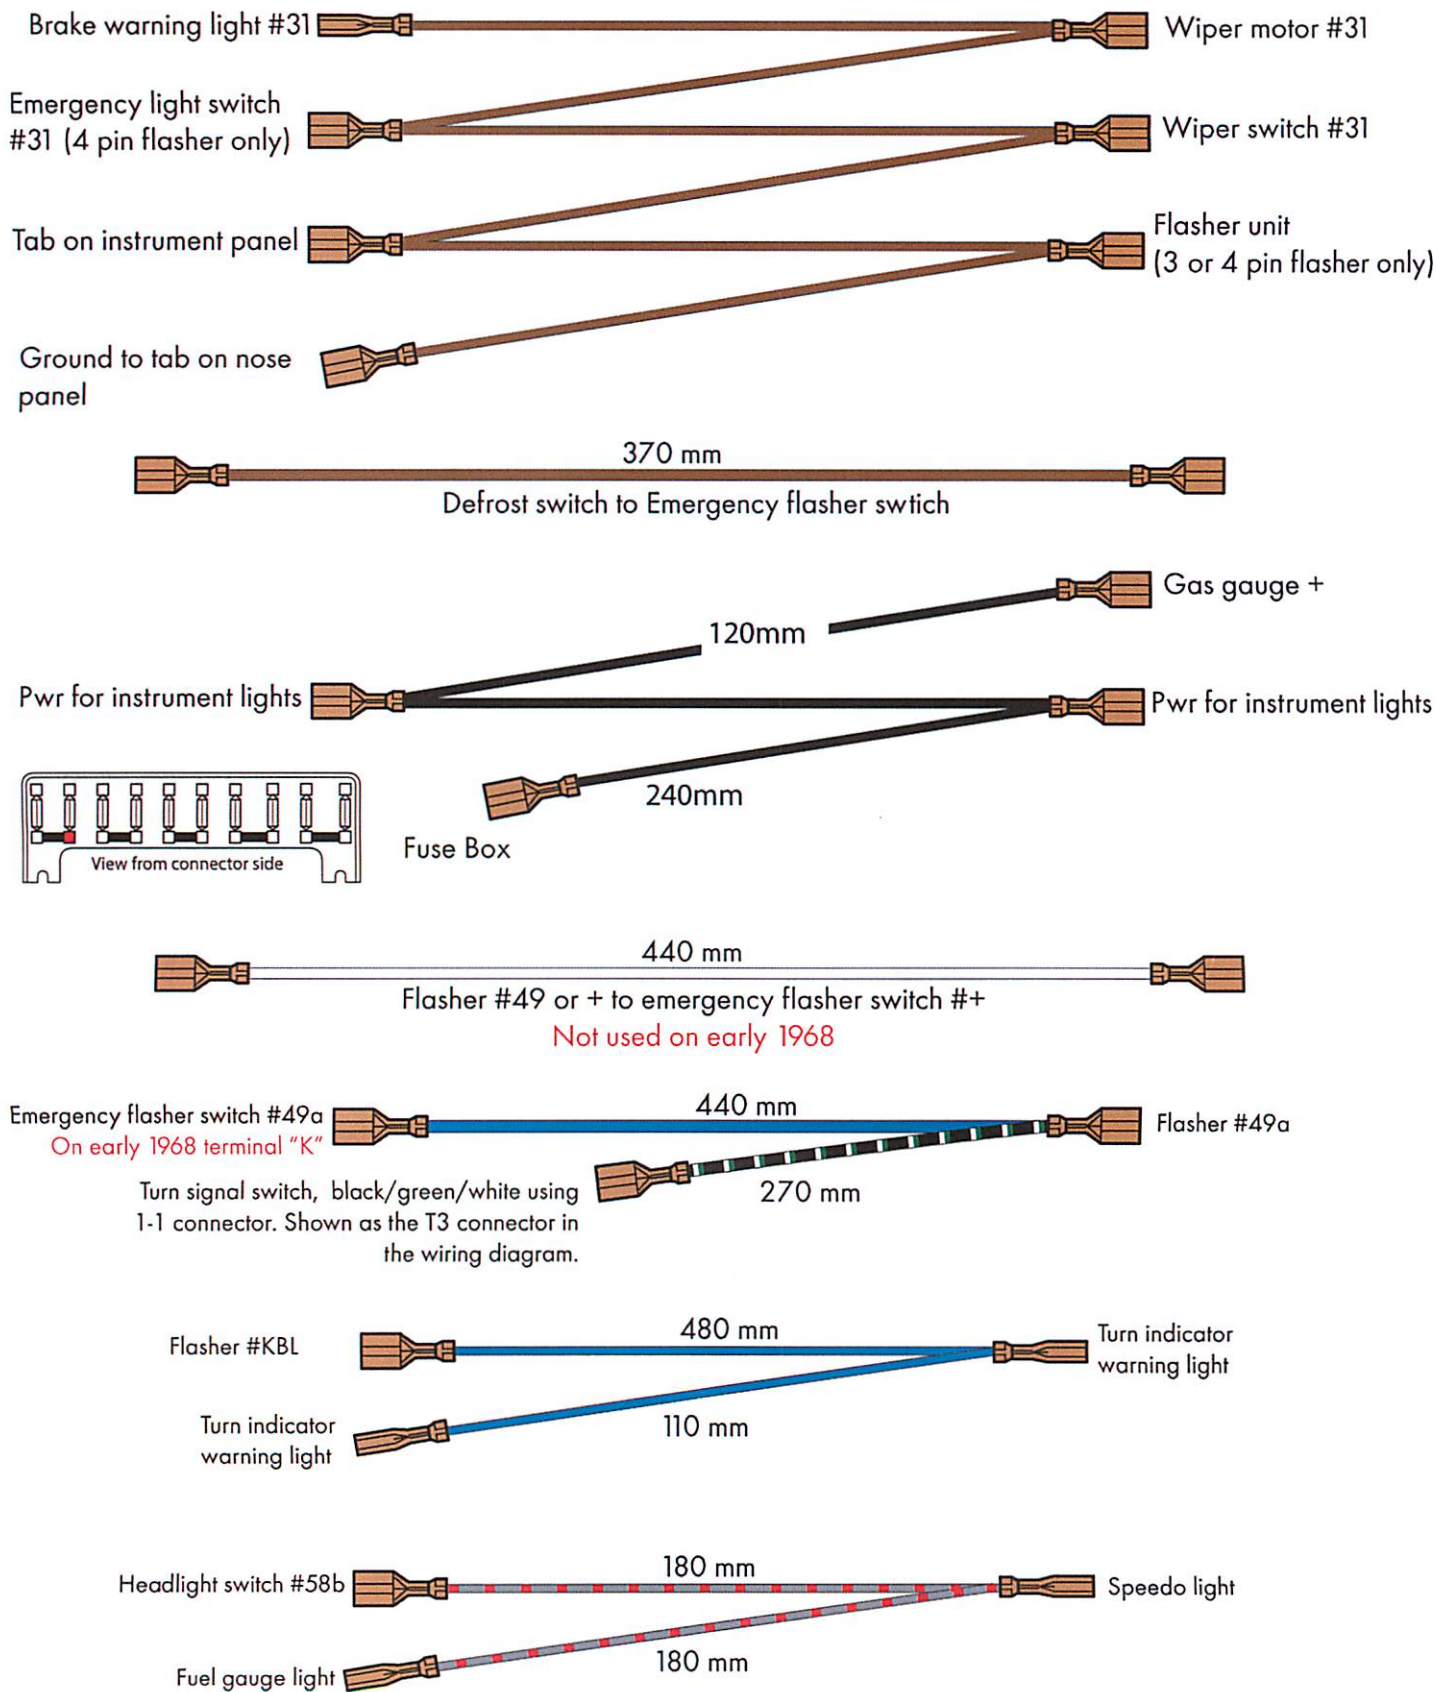 Brake warning light #31
Wiper motor #31
Emergency light switch
#31 (4 pin flasher only)
Wiper switch #31
Tab on instrument panel
Flasher unit
(3 or 4 pin flasher only)
Ground to tab on nose
panel
370 mm
Defrost switch to Emergency flasher swtich
Gas gauge +
120mm
Pwr for instrument lights
Pwr for instrument lights
240mm
View from connector side
Fuse Box
440 mm
Flasher #49 or + to emergency flasher switch #+
Not used on early 1968
Emergency flasher switch #49a
On early 1968 terminal "K"
440 mm
Flasher #49a
270 mm
Turn signal switch, black/green/white using
1-1 connector. Shown as the T3 connector in
the wiring diagram.
Flasher #KBL
480 mm
Turn indicator
warning light
Turn indicator
warning light
110 mm
Headlight switch #58b
180 mm
Speedo light
Fuel gauge light
180 mm